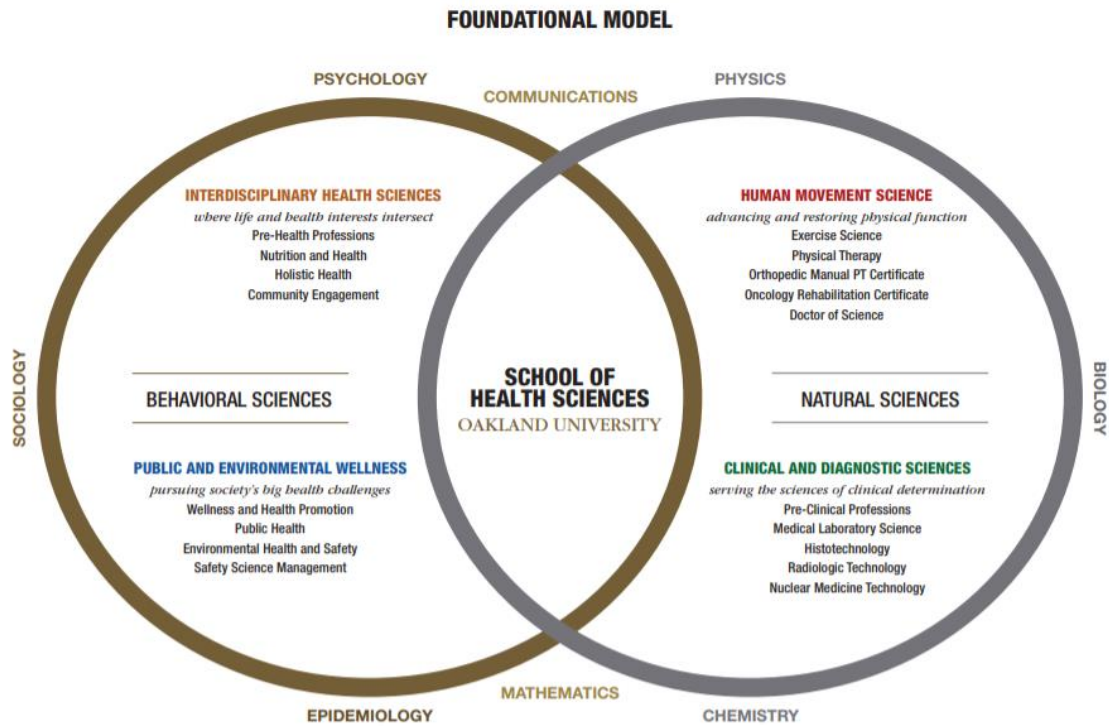 FOUNDATIONAL MODEL
PSYCHOLOGY
COMMUNICATIONS
PHYSICS
INTERDISCIPLINARY HEALTH SCIENCES
where life and health interests intersect
Pre-Health Professions
Nutrition and Health
Holistic Health
Community Engagement
HUMAN MOVEMENT SCIENCE
advancing and restoring physical function
Exercise Science
Physical Therapy
Orthopedic Manual PT Certificate
Oncology Rehabilitation Certificate
Doctor of Science
SOCIOLOGY
BEHAVIORAL SCIENCES
SCHOOL OF
HEALTH SCIENCES
OAKLAND UNIVERSITY
NATURAL SCIENCES
BIOLOGY
PUBLIC AND ENVIRONMENTAL WELLNESS
pursuing society's big health challenges
Wellness and Health Promotion
Public Health
Environmental Health and Safety
Safety Science Management
CLINICAL AND DIAGNOSTIC SCIENCES
serving the sciences of clinical determination
Pre-Clinical Professions
Medical Laboratory Science
Histotechnology
Radiologic Technology
Nuclear Medicine Technology
MATHEMATICS
EPIDEMIOLOGY
CHEMISTRY